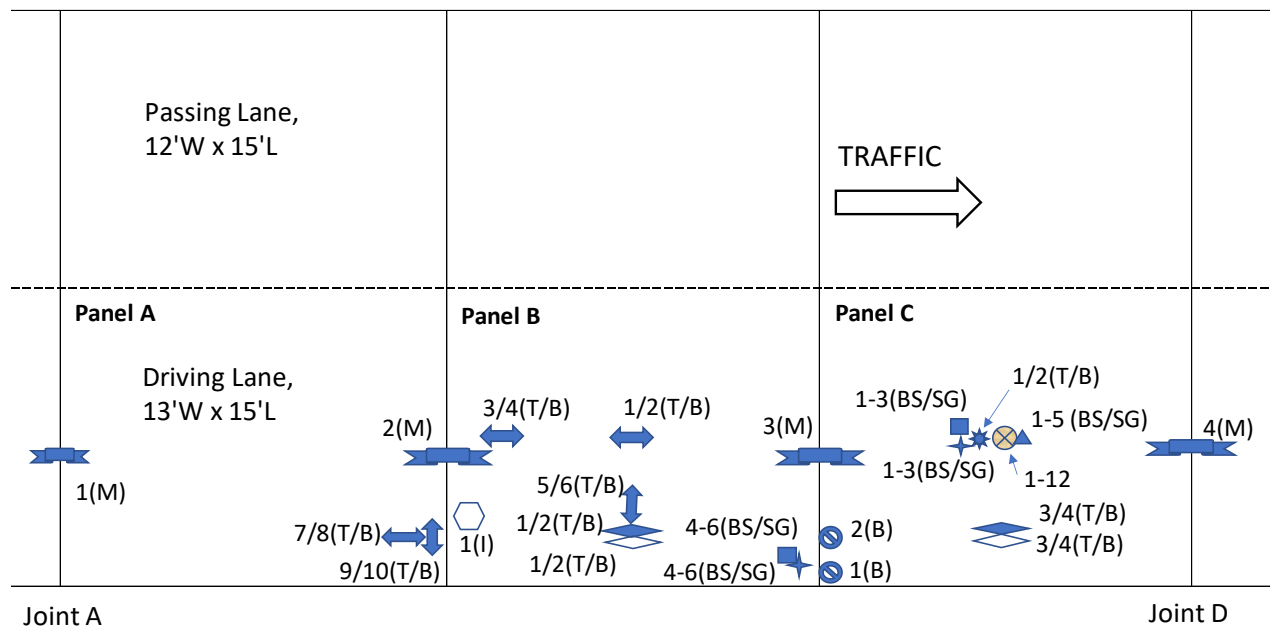 Passing Lane,
12'W x 15'L
TRAFFIC
Panel A
Panel B
Panel C
Driving Lane,
13'W x 15'L
1/2(T/B)
1-3(BS/SG)
3/4(T/B)
1/2(T/B)
1-5 (BS/SG)
2(M)
3(M)
4(M)
1-3(BS/SG)
1-12
1(M)
5/6(T/B)
3/4(T/B)
1/2(T/B)
4-6(BS/SG)
7/8(T/B)
1(I)
2(B)
3/4(T/B)
1/2(T/B)
9/10(T/B)
4-6(BS/SG)
1(B)
Joint A
Joint D